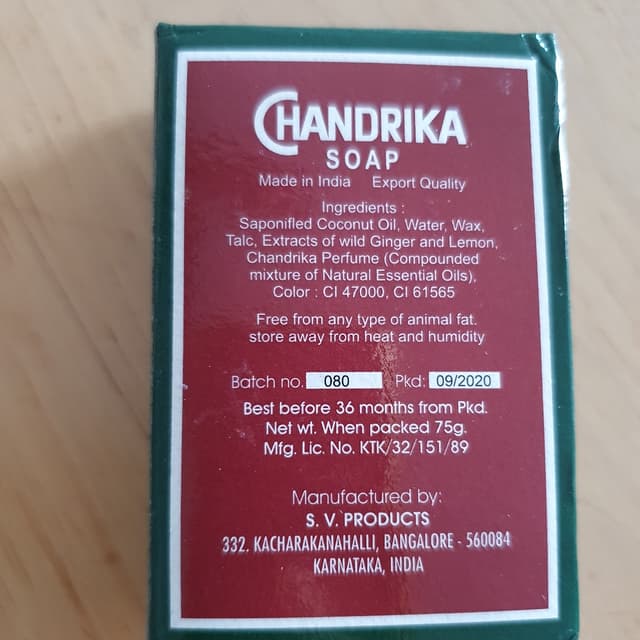 CHANDRIKA
SOAP
Made in India Export Quality
Ingredients :
Saponified Coconut Oil, Water, Wax,
Talc, Extracts of wild Ginger and Lemon,
Chandrika Perfume (Compounded
mixture of Natural Essential Oils),
Color : CI 47000, CI 61565
Free from any type of animal fat.
store away from heat and humidity
Batch no. 080 Pkd: 09/2020
Best before 36 months from Pkd.
Net wt. When packed 75g.
Mfg. Lic. No. KTK/32/151/89
Manufactured by:
S. V. PRODUCTS
332. KACHARAKANAHALLI, BANGALORE - 560084
KARNATAKA, INDIA